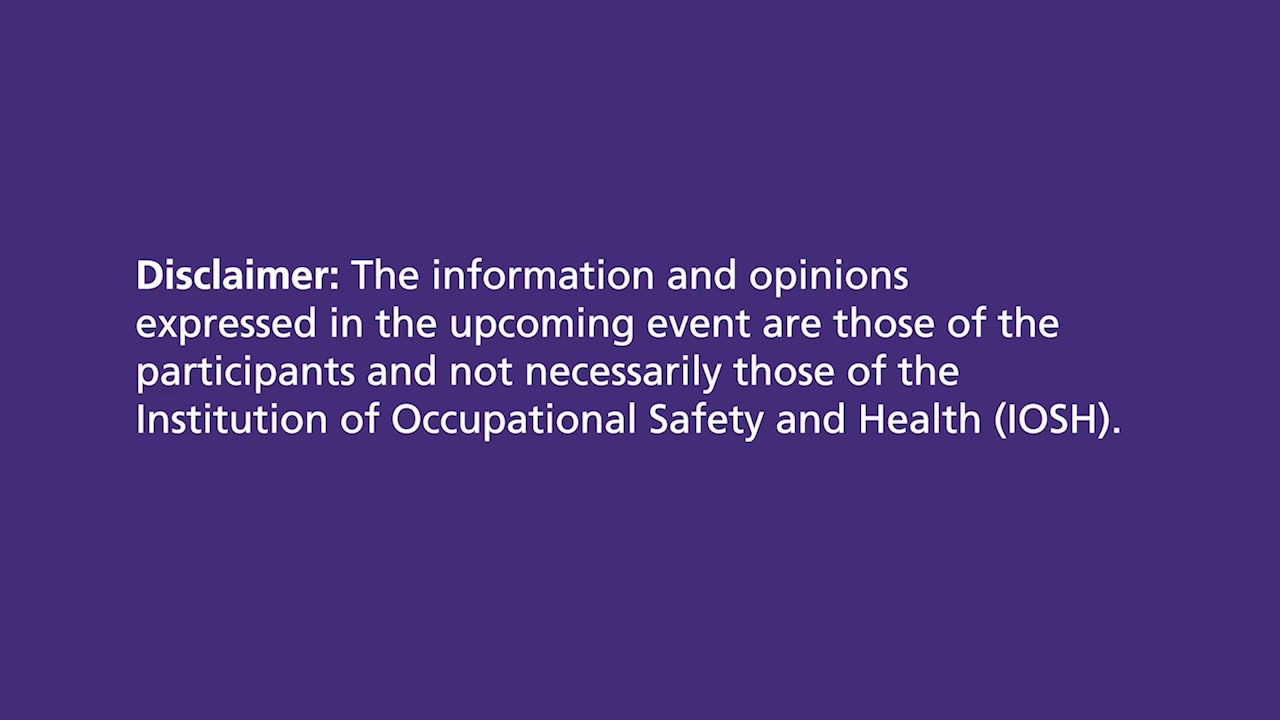 Disclaimer: The information and opinions
expressed in the upcoming event are those of the
participants and not necessarily those of the
Institution of Occupational Safety and Health (IOSH).